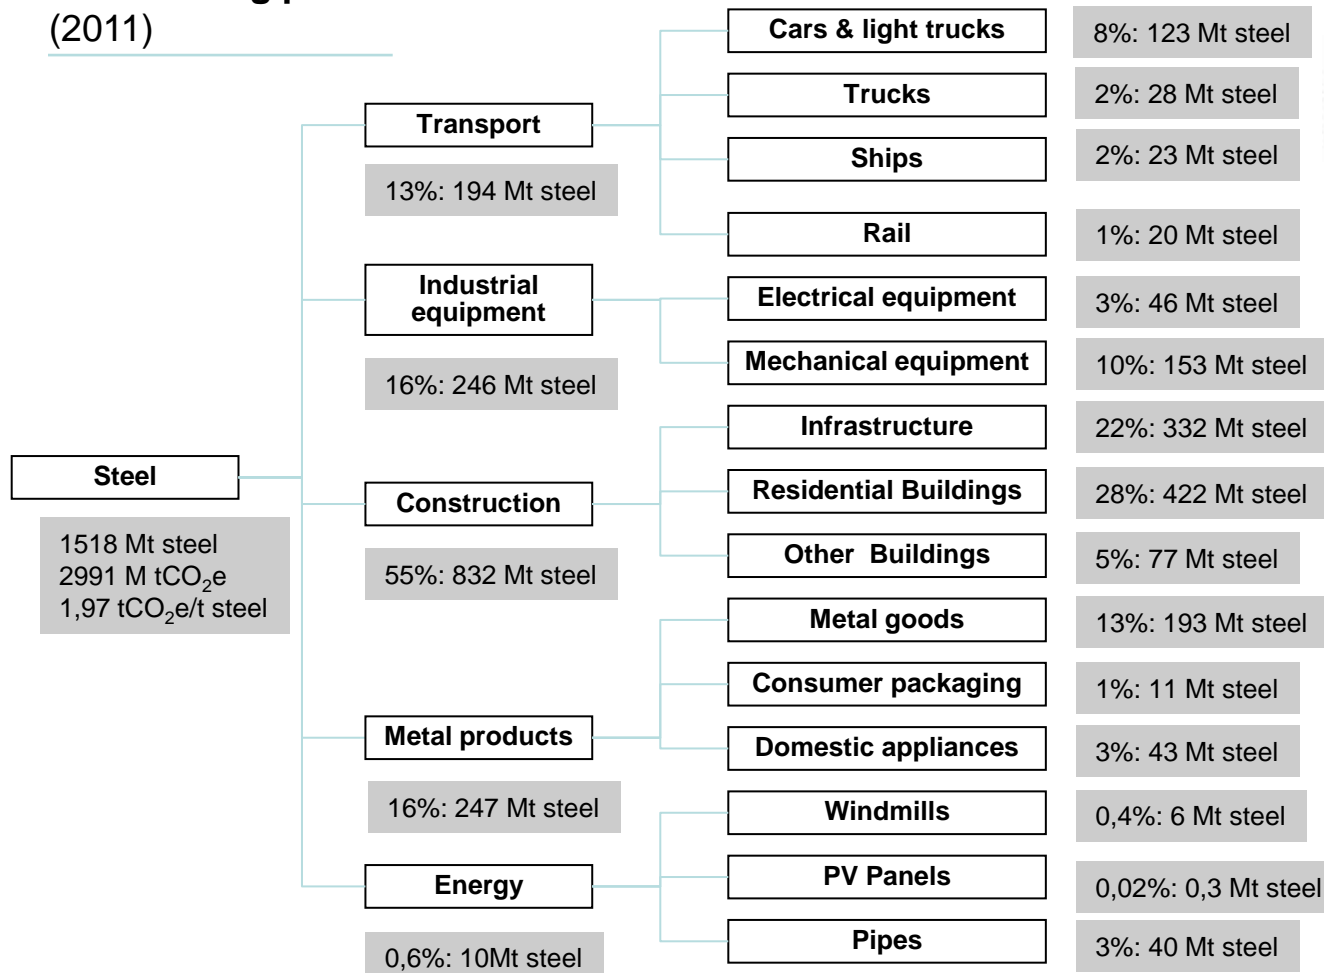 (2011)
Steel
1518 Mt steel
2991 M tCO₂e
1,97 tCO₂e/t steel
Transport
13%: 194 Mt steel
Cars & light trucks
8%: 123 Mt steel
Trucks
2%: 28 Mt steel
Ships
2%: 23 Mt steel
Rail
1%: 20 Mt steel
Industrial
equipment
16%: 246 Mt steel
Electrical equipment
3%: 46 Mt steel
Mechanical equipment
10%: 153 Mt steel
Construction
55%: 832 Mt steel
Infrastructure
22%: 332 Mt steel
Residential Buildings
28%: 422 Mt steel
Other Buildings
5%: 77 Mt steel
Metal products
16%: 247 Mt steel
Metal goods
13%: 193 Mt steel
Consumer packaging
1%: 11 Mt steel
Domestic appliances
3%: 43 Mt steel
Energy
0,6%: 10Mt steel
Windmills
0,4%: 6 Mt steel
PV Panels
0,02%: 0,3 Mt steel
Pipes
3%: 40 Mt steel